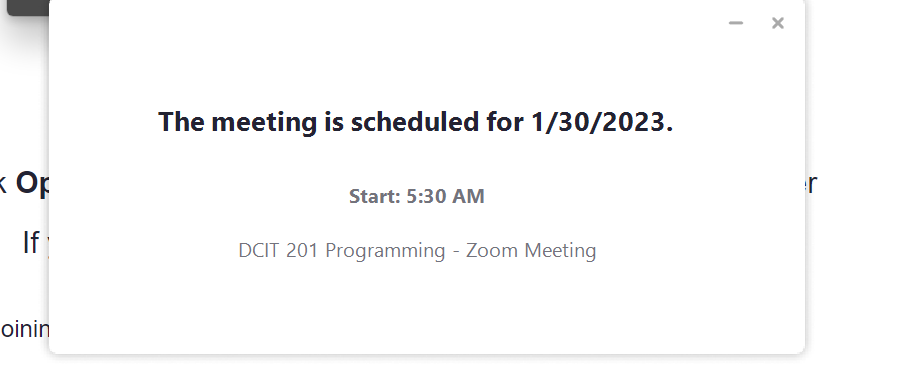 The meeting is scheduled for 1/30/2023.
k Op
er
Start: 5:30 AM
If y
DCIT 201 Programming - Zoom Meeting
oinin